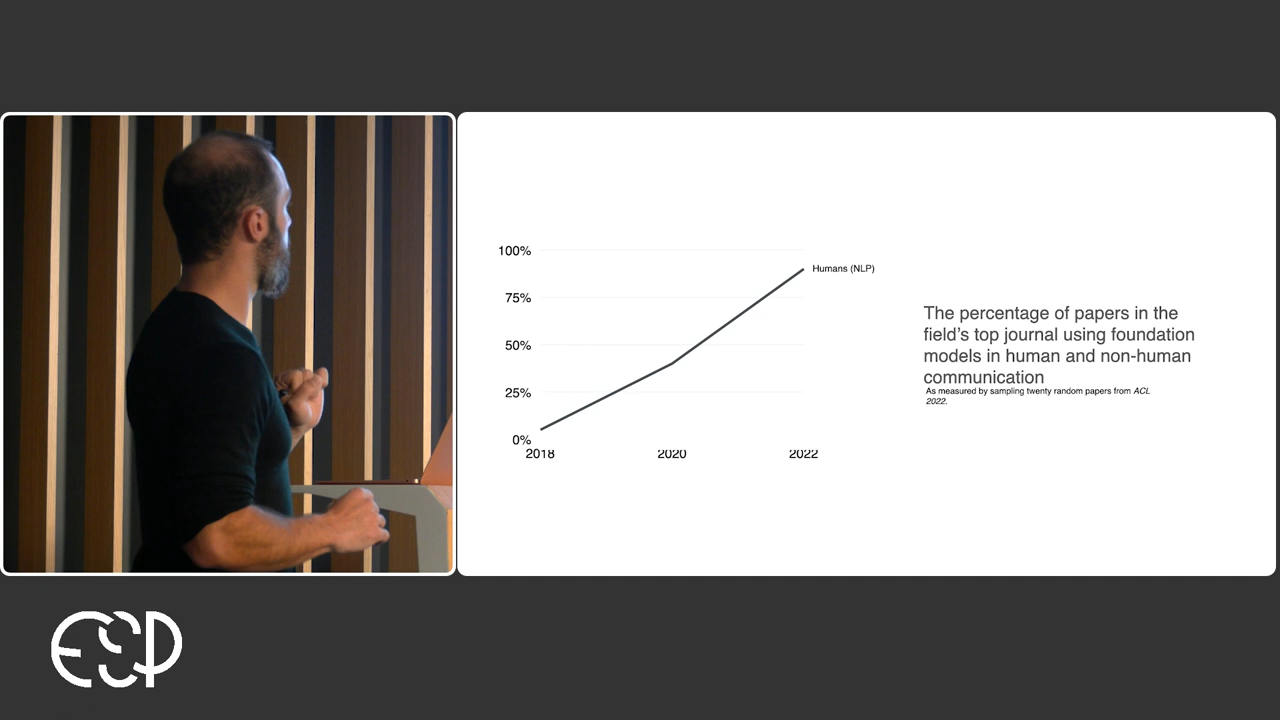 100%
75%
50%
25%
0%
2018
2020
2022
Humans (NLP)
The percentage of papers in the
field’s top journal using foundation
models in human and non-human
communication
As measured by sampling twenty random papers from ACL
2022.
ESP